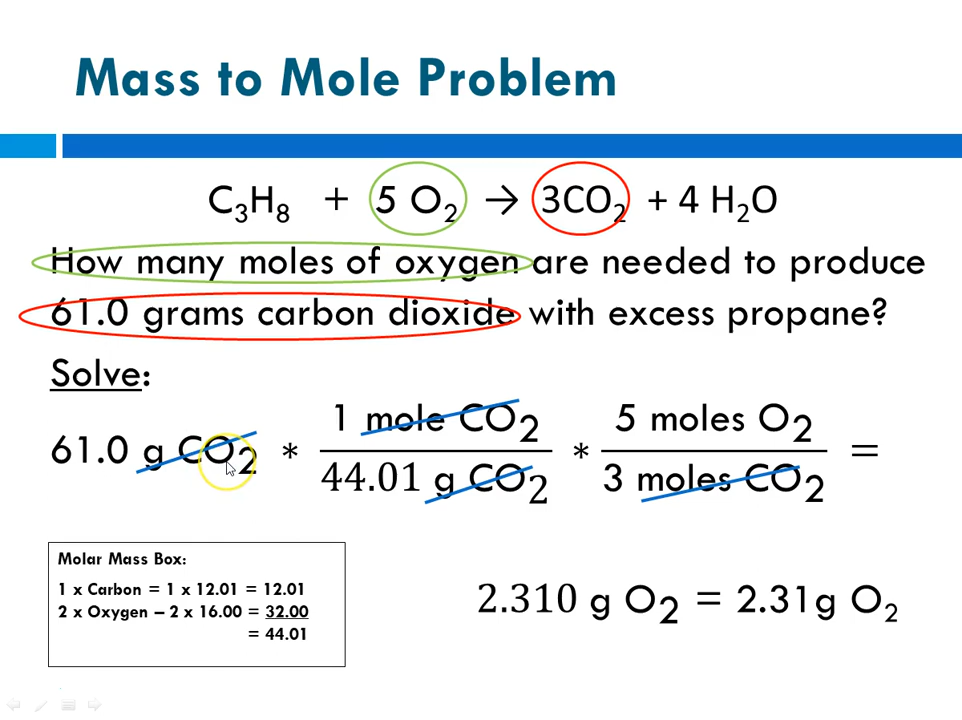 Mass to Mole Problem
C₃H₈ + 5 O₂ → 3CO₂ + 4 H₂O
How many moles of oxygen are needed to produce
61.0 grams carbon dioxide with excess propane?
Solve:
1 mole CO₂ 5 moles O₂
61.0 g CO₂ * * =
44.01 g CO₂ 3 moles CO₂
Molar Mass Box:
1 x Carbon = 1 x 12.01 = 12.01
2 x Oxygen – 2 x 16.00 = 32.00
= 44.01
2.310 g O₂ = 2.31g O₂